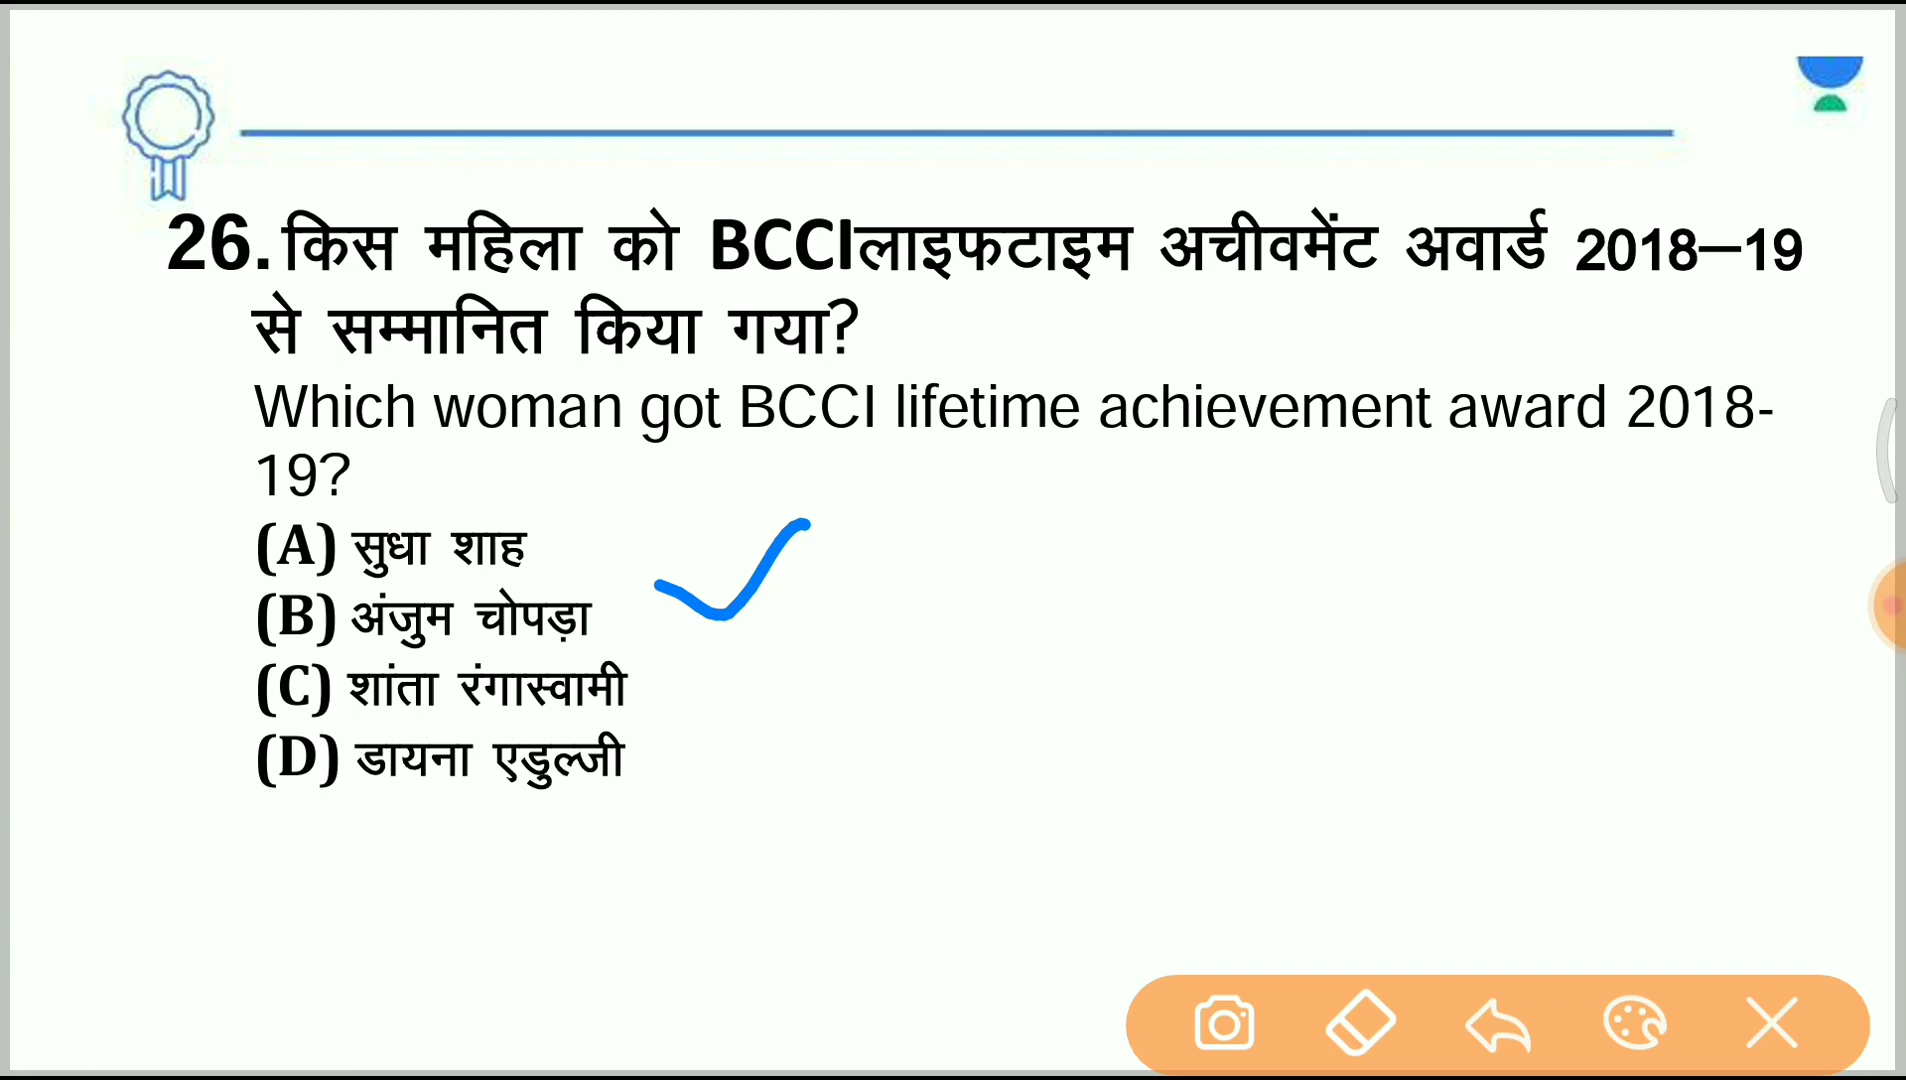 26. किस महिला को BCCIलाइफटाइम अचीवमेंट अवार्ड 2018–19
से सम्मानित किया गया?
Which woman got BCCI lifetime achievement award 2018-
19?
(A) सुधा शाह
(B) अंजुम चोपड़ा
(C) शांता रंगास्वामी
(D) डायना एडुल्जी